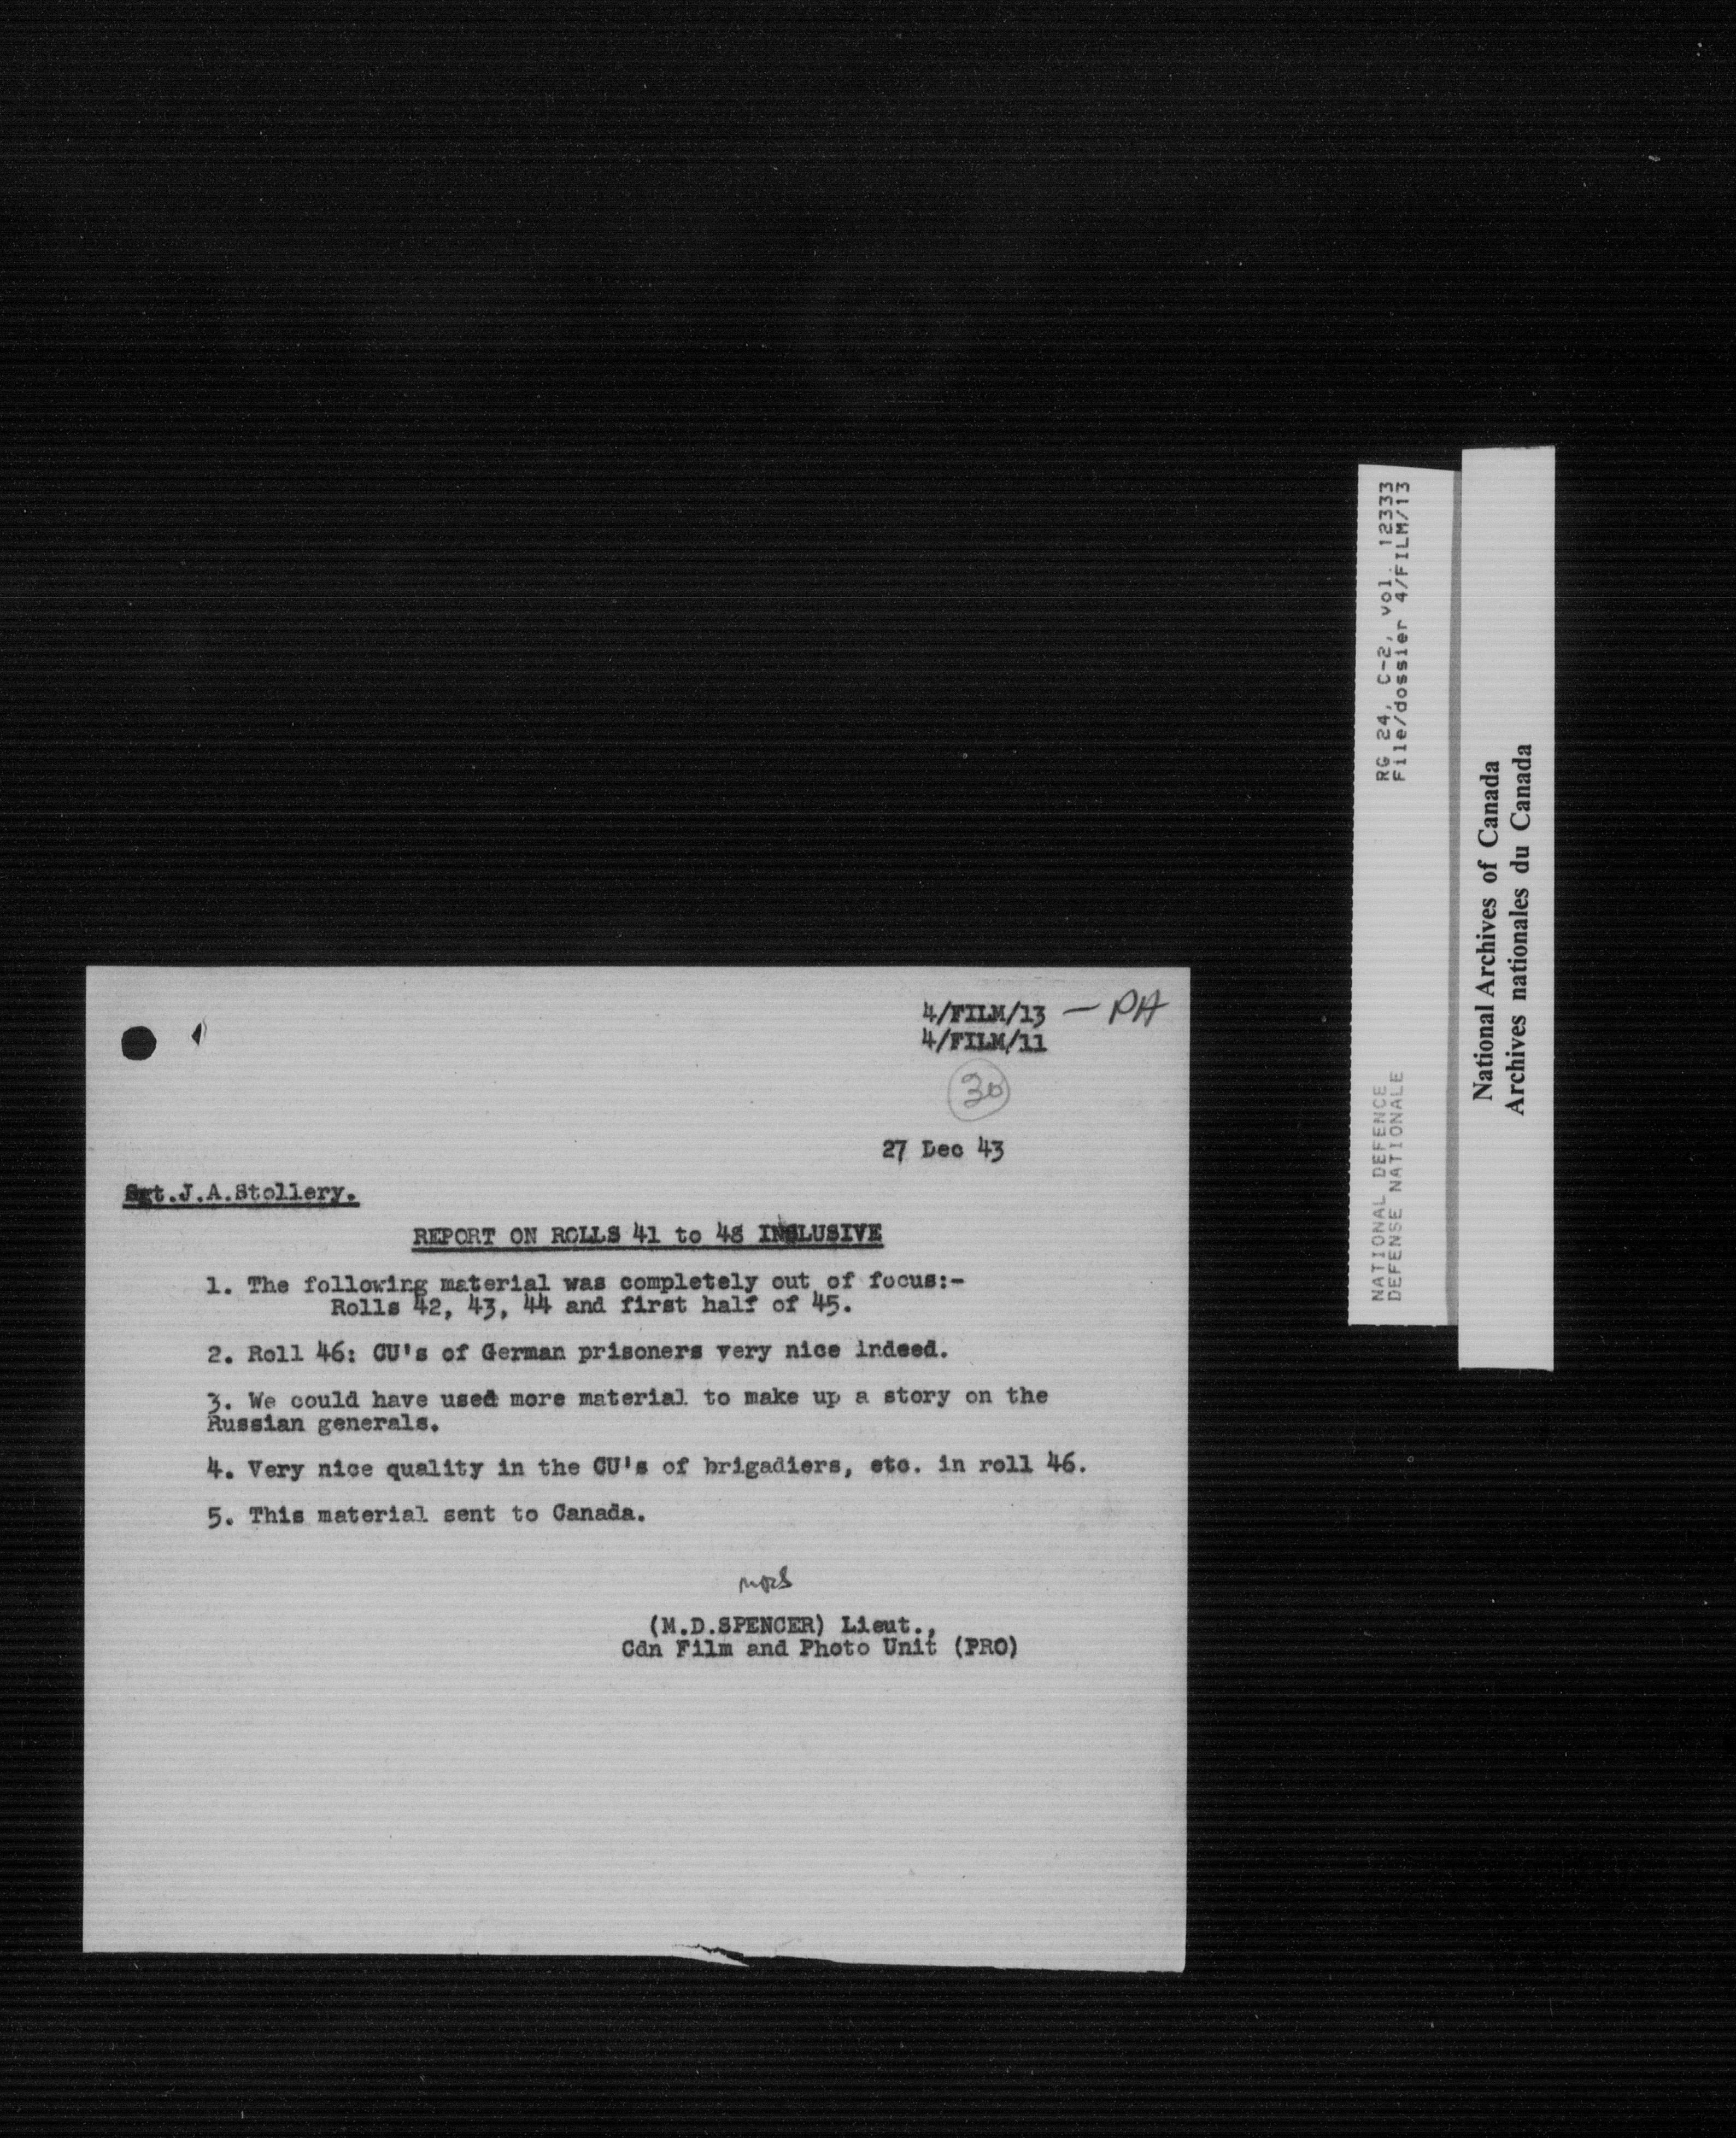 4/FILM/13 — PA
4/FILM/11
30
27 Dec 43
Sgt.J.A.Stollery.
REPORT ON ROLLS 41 to 48 INCLUSIVE
1. The following material was completely out of focus:-
Rolls 42, 43, 44 and first half of 45.
2. Roll 46: CU's of German prisoners very nice indeed.
3. We could have used more material to make up a story on the
Russian generals.
4. Very nice quality in the CU's of brigadiers, etc. in roll 46.
5. This material sent to Canada.
(M.D.SPENCER) Lieut.,
Cdn Film and Photo Unit (PRO)
NATIONAL DEFENCE RG 24, C-2, vol. 12333
DEFENSE NATIONALE File/dossier 4/FILM/13
National Archives of Canada
Archives nationales du Canada